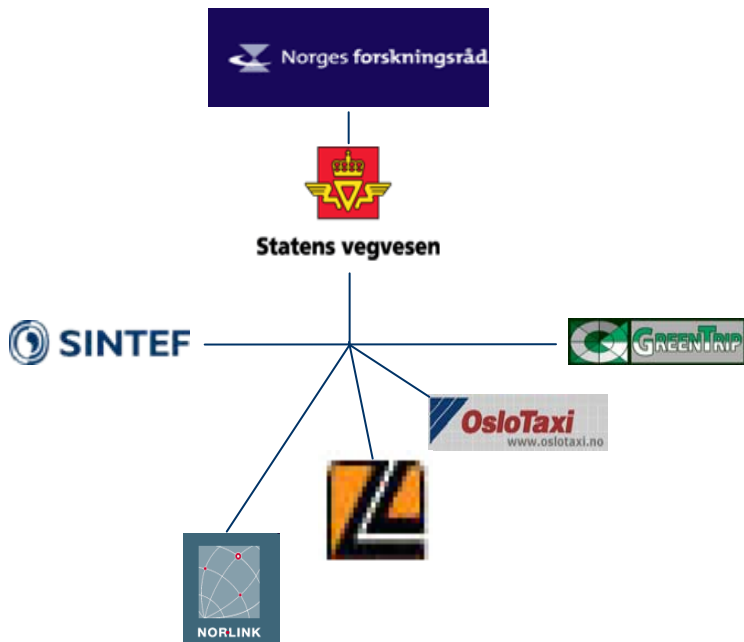 Norges forskningsråd
Statens vegvesen
SINTEF
GREENTRIP
OsloTaxi
www.oslotaxi.no
NORLINK